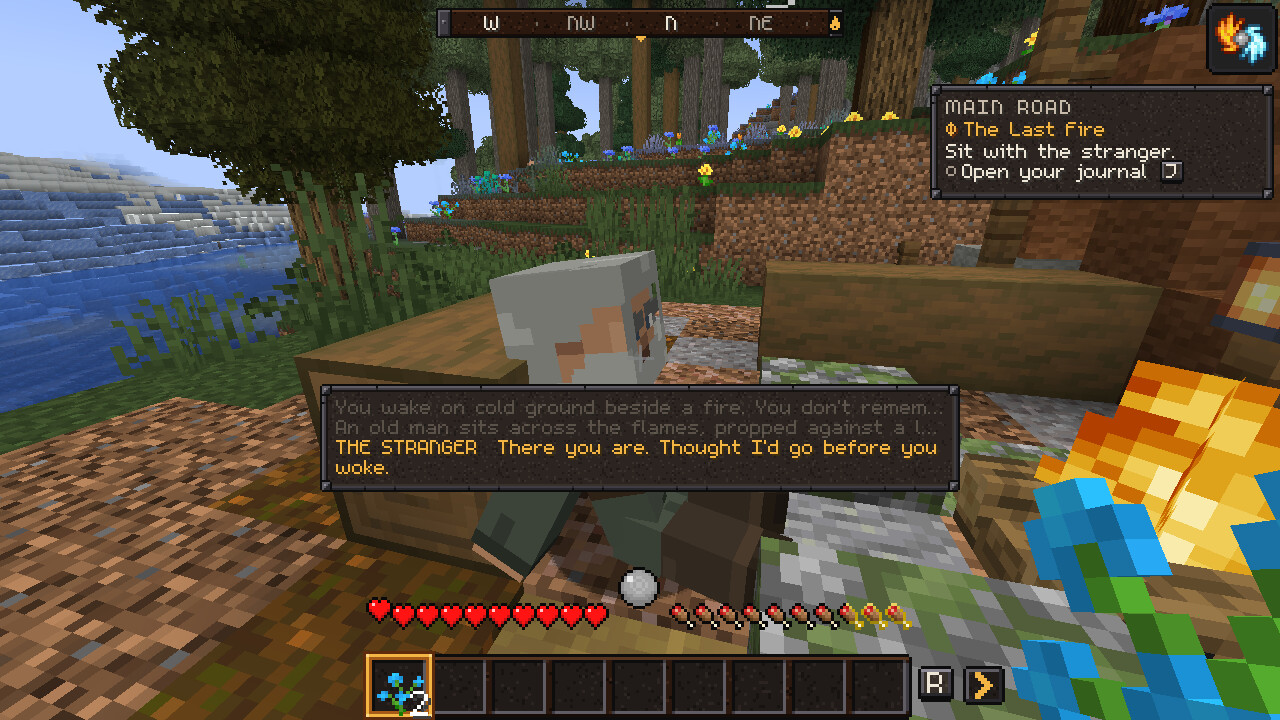 W NW N NE
MAIN ROAD
The Last Fire
Sit with the stranger.
Open your journal J
You wake on cold ground beside a fire. You don't remem...
An old man sits across the flames, propped against a l...
THE STRANGER There you are. Thought I'd go before you
woke.
2
R